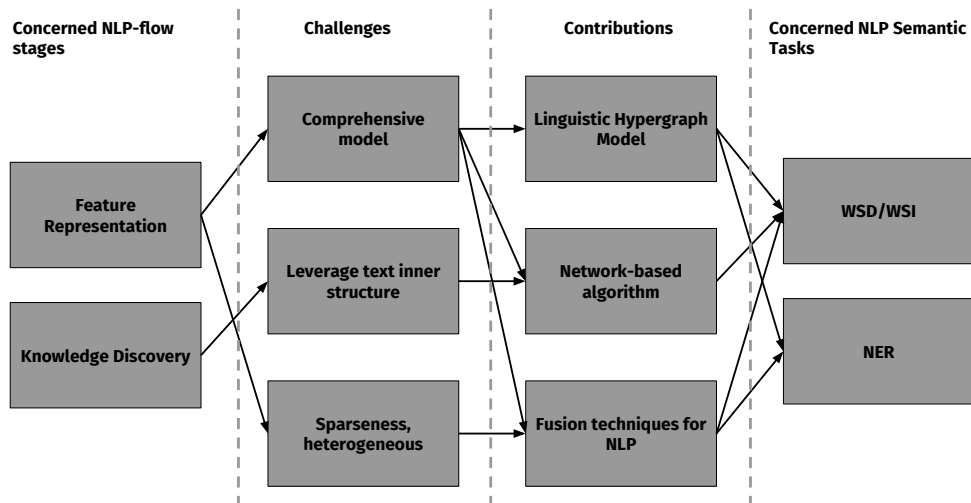 Concerned NLP-flow
stages
Challenges
Contributions
Concerned NLP Semantic
Tasks
Feature
Representation
Knowledge Discovery
Comprehensive
model
Leverage text inner
structure
Sparseness,
heterogeneous
Linguistic Hypergraph
Model
Network-based
algorithm
Fusion techniques for
NLP
WSD/WSI
NER